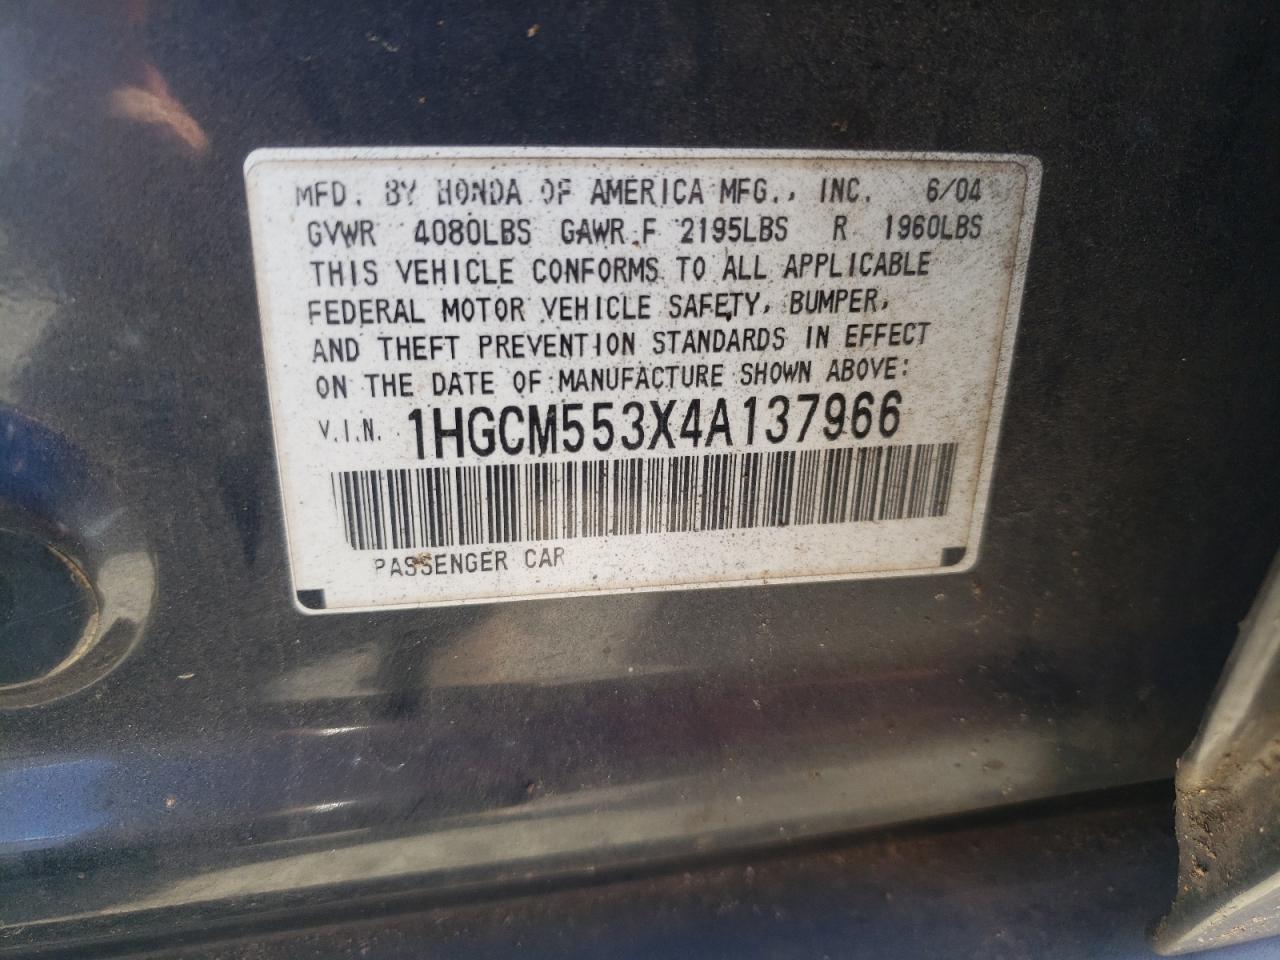 MFD. BY HONDA OF AMERICA MFG., INC. 6/04
GVWR 4080LBS GAWR F 2195LBS R 1960LBS
THIS VEHICLE CONFORMS TO ALL APPLICABLE
FEDERAL MOTOR VEHICLE SAFETY, BUMPER,
AND THEFT PREVENTION STANDARDS IN EFFECT
ON THE DATE OF MANUFACTURE SHOWN ABOVE:
V.I.N. 1HGCM553X4A137966
PASSENGER CAR